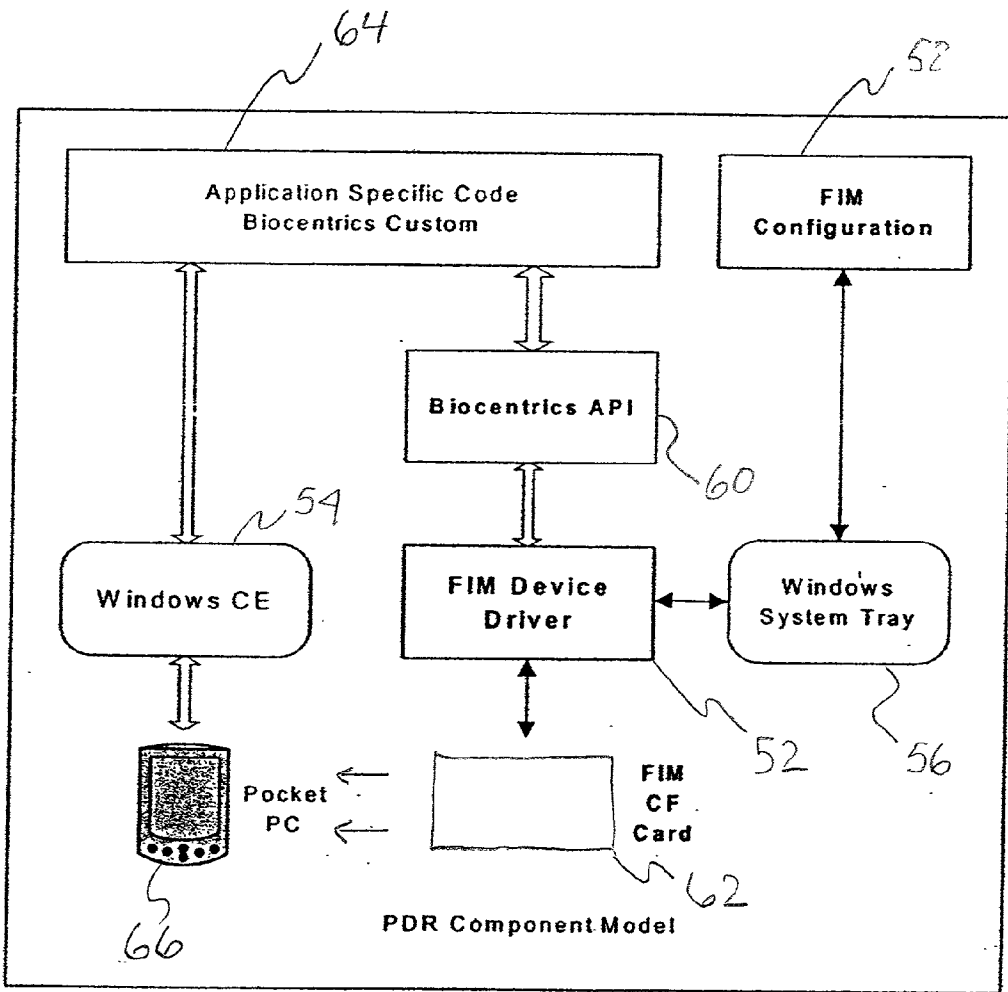 64
58
Application Specific Code
Biocentrics Custom
FIM
Configuration
Biocentrics API
60
54
Windows CE
FIM Device
Driver
Windows
System Tray
52
56
Pocket
PC
FIM
CF
Card
62
66
PDR Component Model